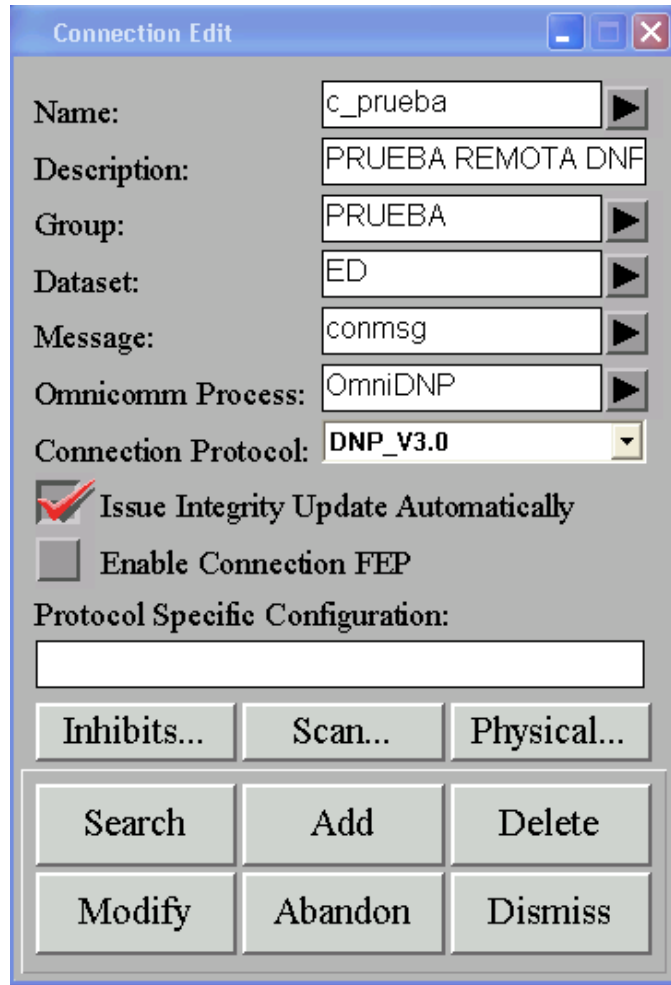 Connection Edit
Name: c_prueba
Description: PRUEBA REMOTA DNP
Group: PRUEBA
Dataset: ED
Message: conmsg
Omnicomm Process: OmniDNP
Connection Protocol: DNP_V3.0
Issue Integrity Update Automatically
Enable Connection FEP
Protocol Specific Configuration:
Inhibits... Scan... Physical...
Search Add Delete
Modify Abandon Dismiss